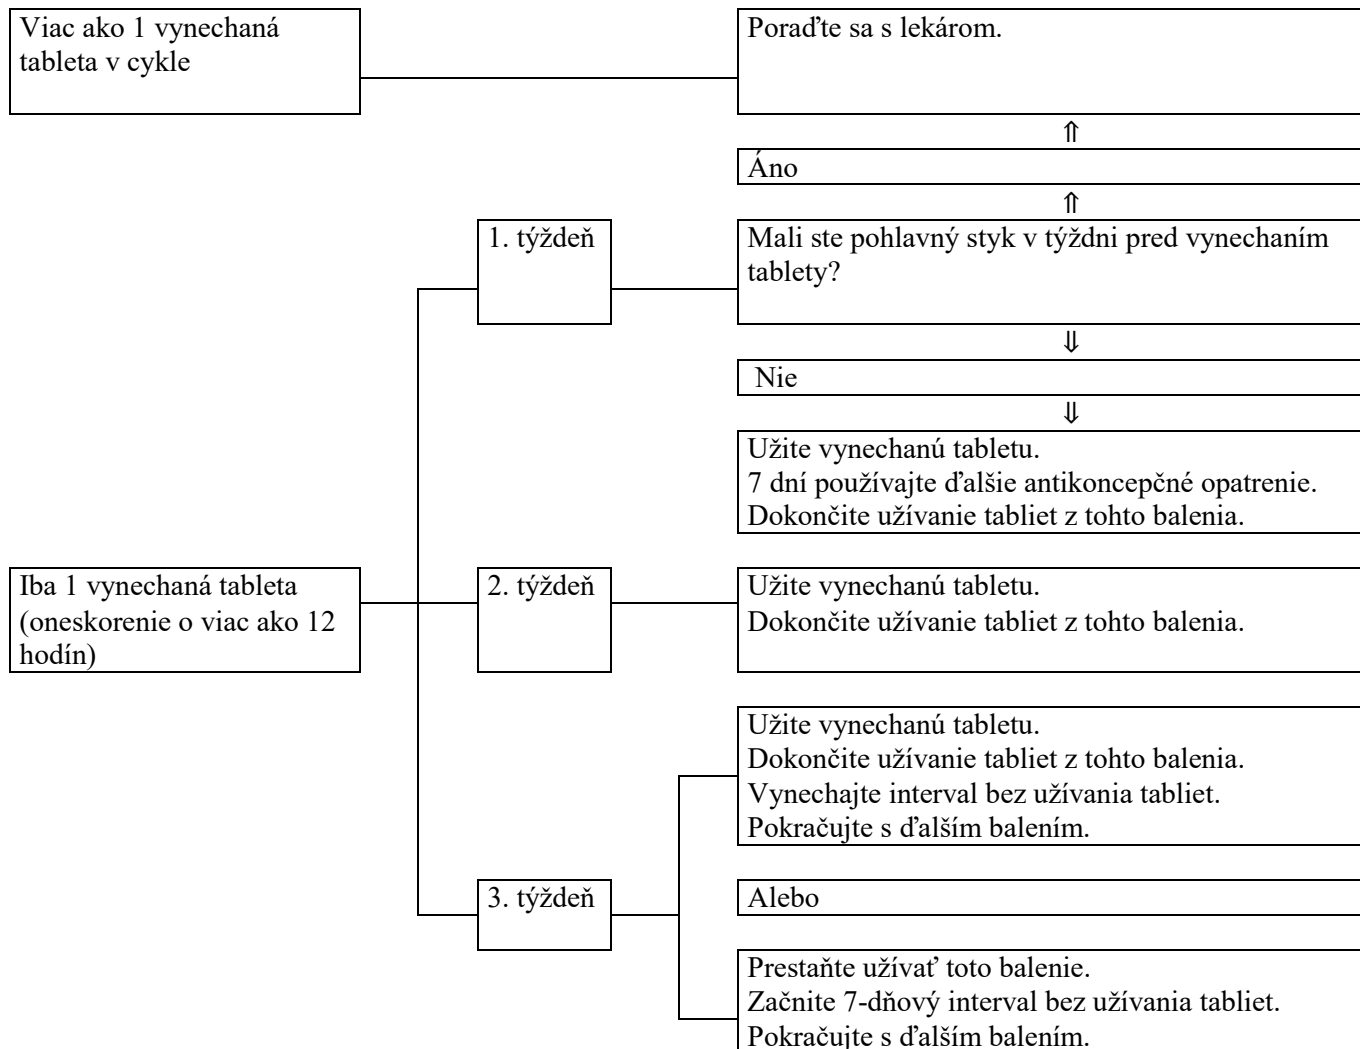 Viac ako 1 vynechaná
tableta v cykle
Poraďte sa s lekárom.
⇑
Áno
⇑
1. týždeň
Mali ste pohlavný styk v týždni pred vynechaním
tablety?
⇓
Nie
⇓
Užite vynechanú tabletu.
7 dní používajte ďalšie antikoncepčné opatrenie.
Dokončite užívanie tabliet z tohto balenia.
Iba 1 vynechaná tableta
(oneskorenie o viac ako 12
hodín)
2. týždeň
Užite vynechanú tabletu.
Dokončite užívanie tabliet z tohto balenia.
Užite vynechanú tabletu.
Dokončite užívanie tabliet z tohto balenia.
Vynechajte interval bez užívania tabliet.
Pokračujte s ďalším balením.
3. týždeň
Alebo
Prestaňte užívať toto balenie.
Začnite 7-dňový interval bez užívania tabliet.
Pokračujte s ďalším balením.